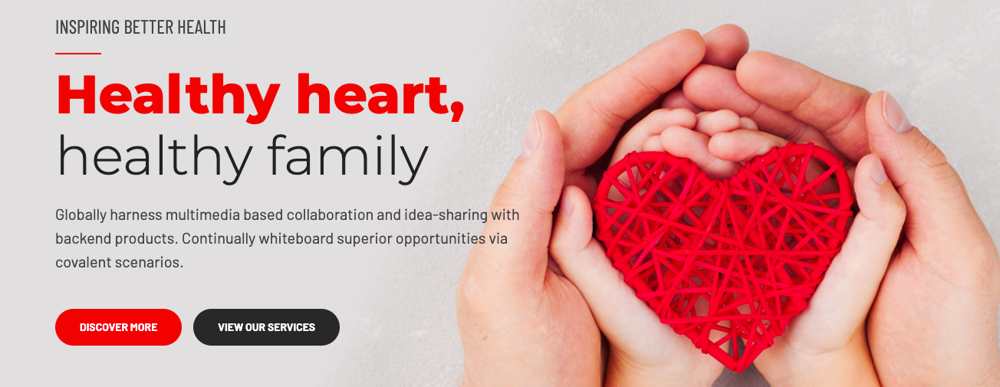 INSPIRING BETTER HEALTH
Healthy heart,
healthy family
Globally harness multimedia based collaboration and idea-sharing with
backend products. Continually whiteboard superior opportunities via
covalent scenarios.
DISCOVER MORE
VIEW OUR SERVICES